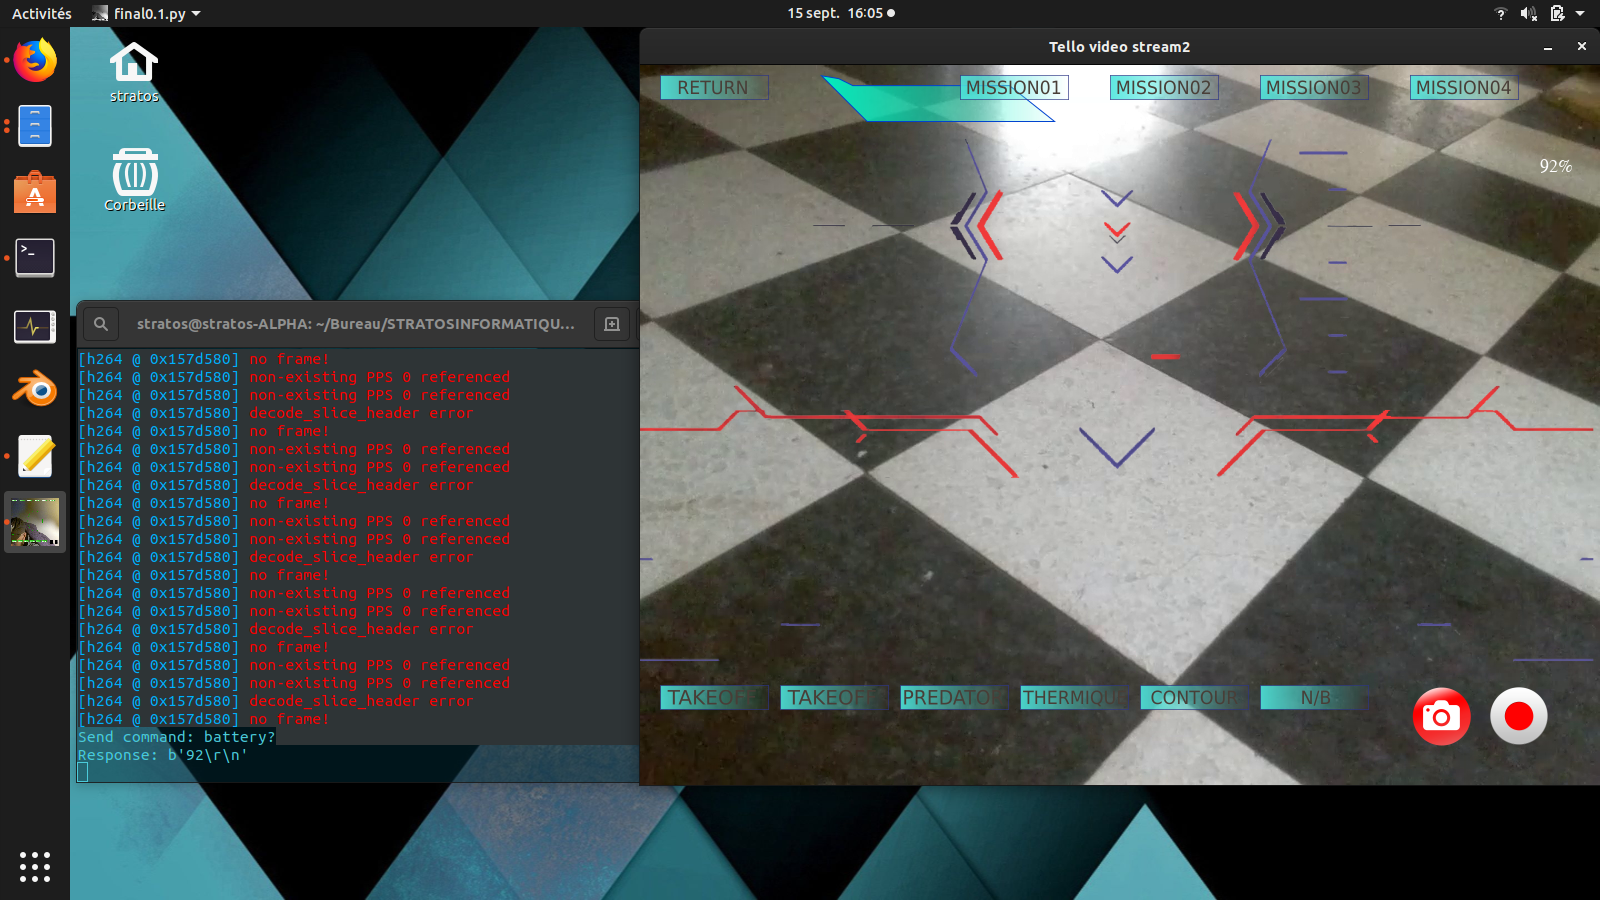 Activités
final0.1.py
15 sept. 16:05
stratos
Corbeille
stratos@stratos-ALPHA: ~/Bureau/STRATOSINFORMATIQU...
[h264 @ 0x157d580] no frame!
[h264 @ 0x157d580] non-existing PPS 0 referenced
[h264 @ 0x157d580] non-existing PPS 0 referenced
[h264 @ 0x157d580] decode_slice_header error
[h264 @ 0x157d580] no frame!
[h264 @ 0x157d580] non-existing PPS 0 referenced
[h264 @ 0x157d580] non-existing PPS 0 referenced
[h264 @ 0x157d580] decode_slice_header error
[h264 @ 0x157d580] no frame!
[h264 @ 0x157d580] non-existing PPS 0 referenced
[h264 @ 0x157d580] non-existing PPS 0 referenced
[h264 @ 0x157d580] decode_slice_header error
[h264 @ 0x157d580] no frame!
[h264 @ 0x157d580] non-existing PPS 0 referenced
[h264 @ 0x157d580] non-existing PPS 0 referenced
[h264 @ 0x157d580] decode_slice_header error
[h264 @ 0x157d580] no frame!
[h264 @ 0x157d580] non-existing PPS 0 referenced
[h264 @ 0x157d580] non-existing PPS 0 referenced
[h264 @ 0x157d580] decode_slice_header error
[h264 @ 0x157d580] no frame!
Send command: battery?
Response: b'92\r\n'
Tello video stream2
RETURN MISSION01 MISSION02 MISSION03 MISSION04
92%
TAKEOFF TAKEOFF PREDATOR THERMIQUE CONTOUR N/B